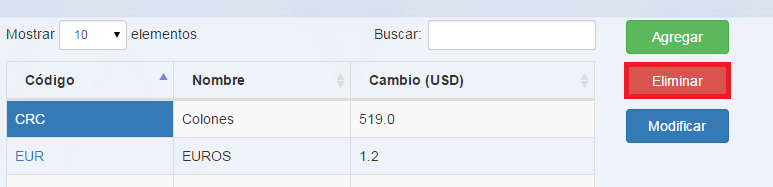 Mostrar 10 elementos Buscar: Agregar
Eliminar
Código Nombre Cambio (USD)
CRC Colones 519.0
Modificar
EUR EUROS 1.2